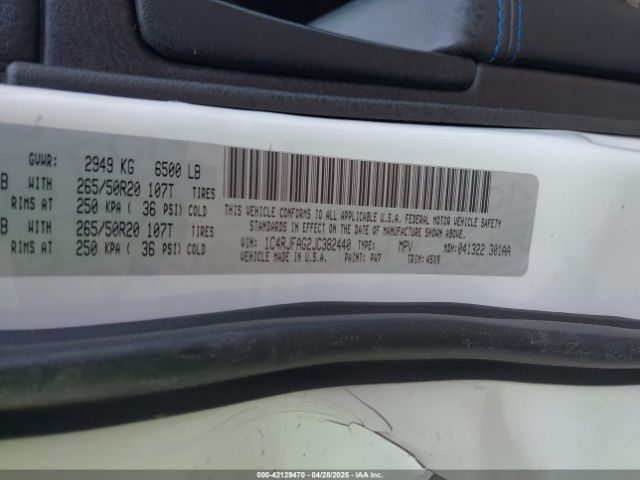 GVWR: 2949 KG 6500 LB
B WITH 265/50R20 107T TIRES
RIMS AT 250 KPA ( 36 PSI) COLD
B WITH 265/50R20 107T TIRES
RIMS AT 250 KPA ( 36 PSI) COLD
THIS VEHICLE CONFORMS TO ALL APPLICABLE U.S.A. FEDERAL MOTOR VEHICLE SAFETY
STANDARDS IN EFFECT ON THE DATE OF MANUFACTURE SHOWN ABOVE.
VIN: 1C4RJFAG2JC382440 TYPE: MPV MDH: 041322 301AA
VEHICLE MADE IN U.S.A. PAINT: PW7 TRIM: A5X9
000-42129470 04/28/2025 - IAA, Inc.